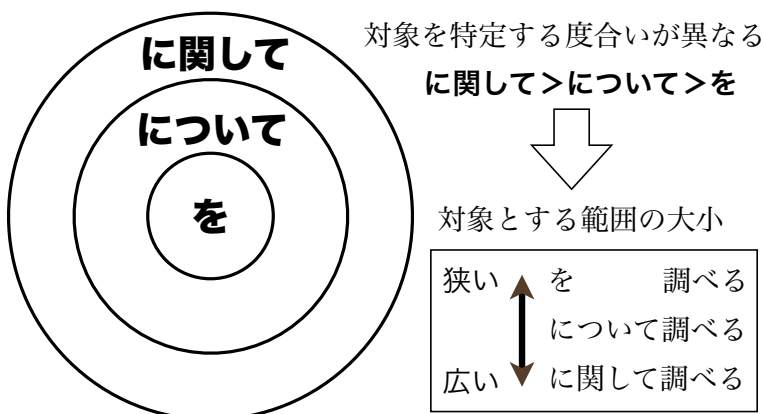 に関して
について
を
対象を特定する度合いが異なる
に関して>について>を
対象とする範囲の大小
狭い を 調べる
について調べる
広い に関して調べる